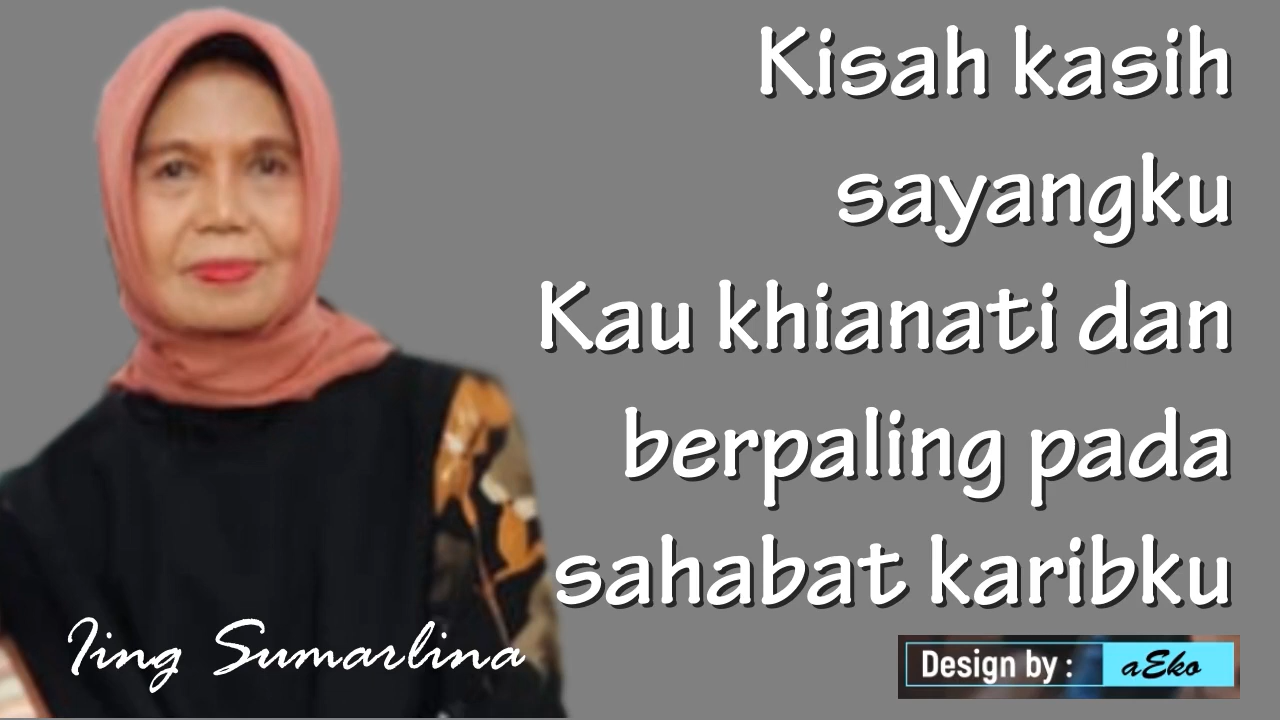 Kisah kasih
sayangku
Kau khianati dan
berpaling pada
sahabat karibku
Iing Sumarlina
Design by : aEko